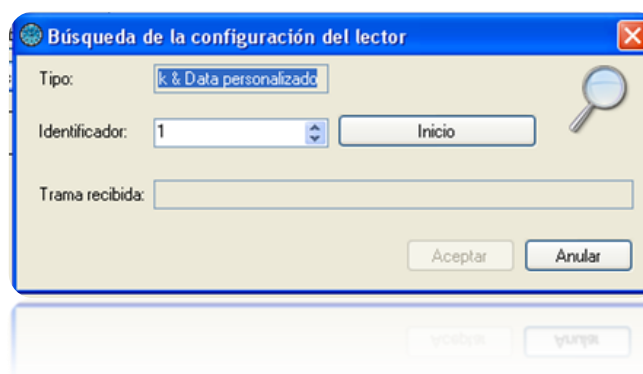 Búsqueda de la configuración del lector
Tipo: k & Data personalizado
Identificador: 1 Inicio
Trama recibida:
Aceptar Anular